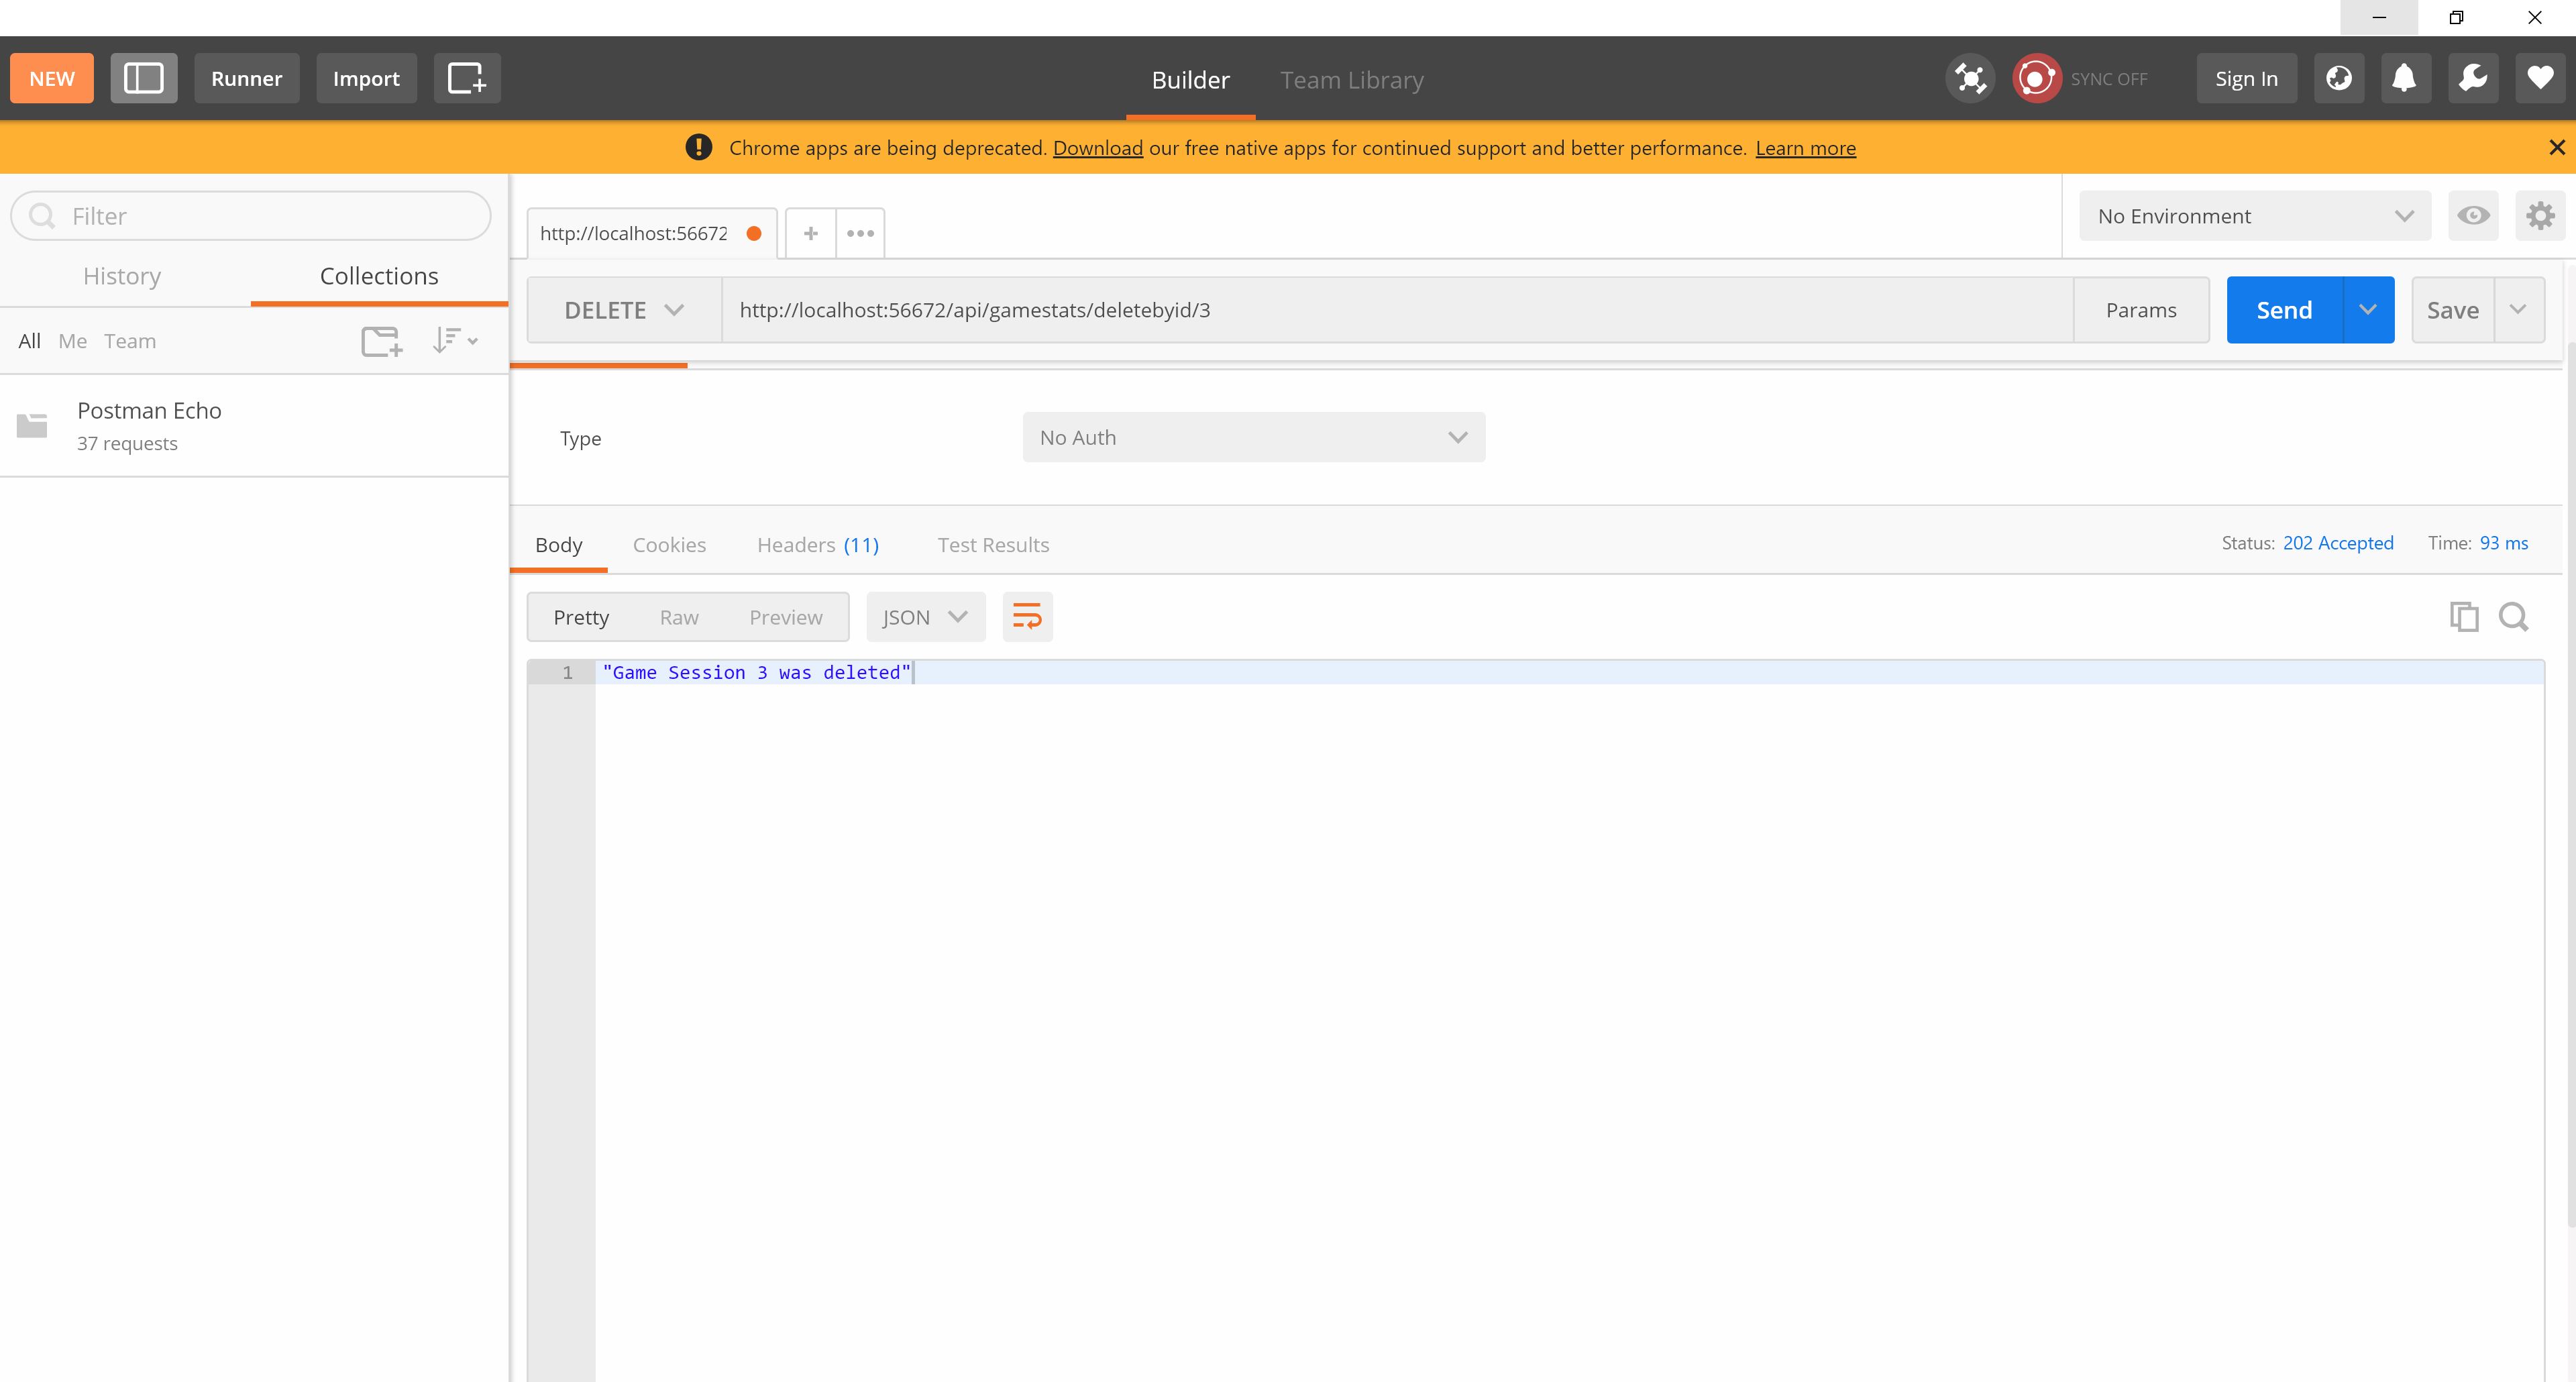 NEW Runner Import Builder Team Library SYNC OFF Sign In
Chrome apps are being deprecated. Download our free native apps for continued support and better performance. Learn more
Filter
History Collections
All Me Team
Postman Echo
37 requests
http://localhost:56672
No Environment
DELETE http://localhost:56672/api/gamestats/deletebyid/3 Params Send Save
Type No Auth
Body Cookies Headers (11) Test Results Status: 202 Accepted Time: 93 ms
Pretty Raw Preview JSON
1 "Game Session 3 was deleted"